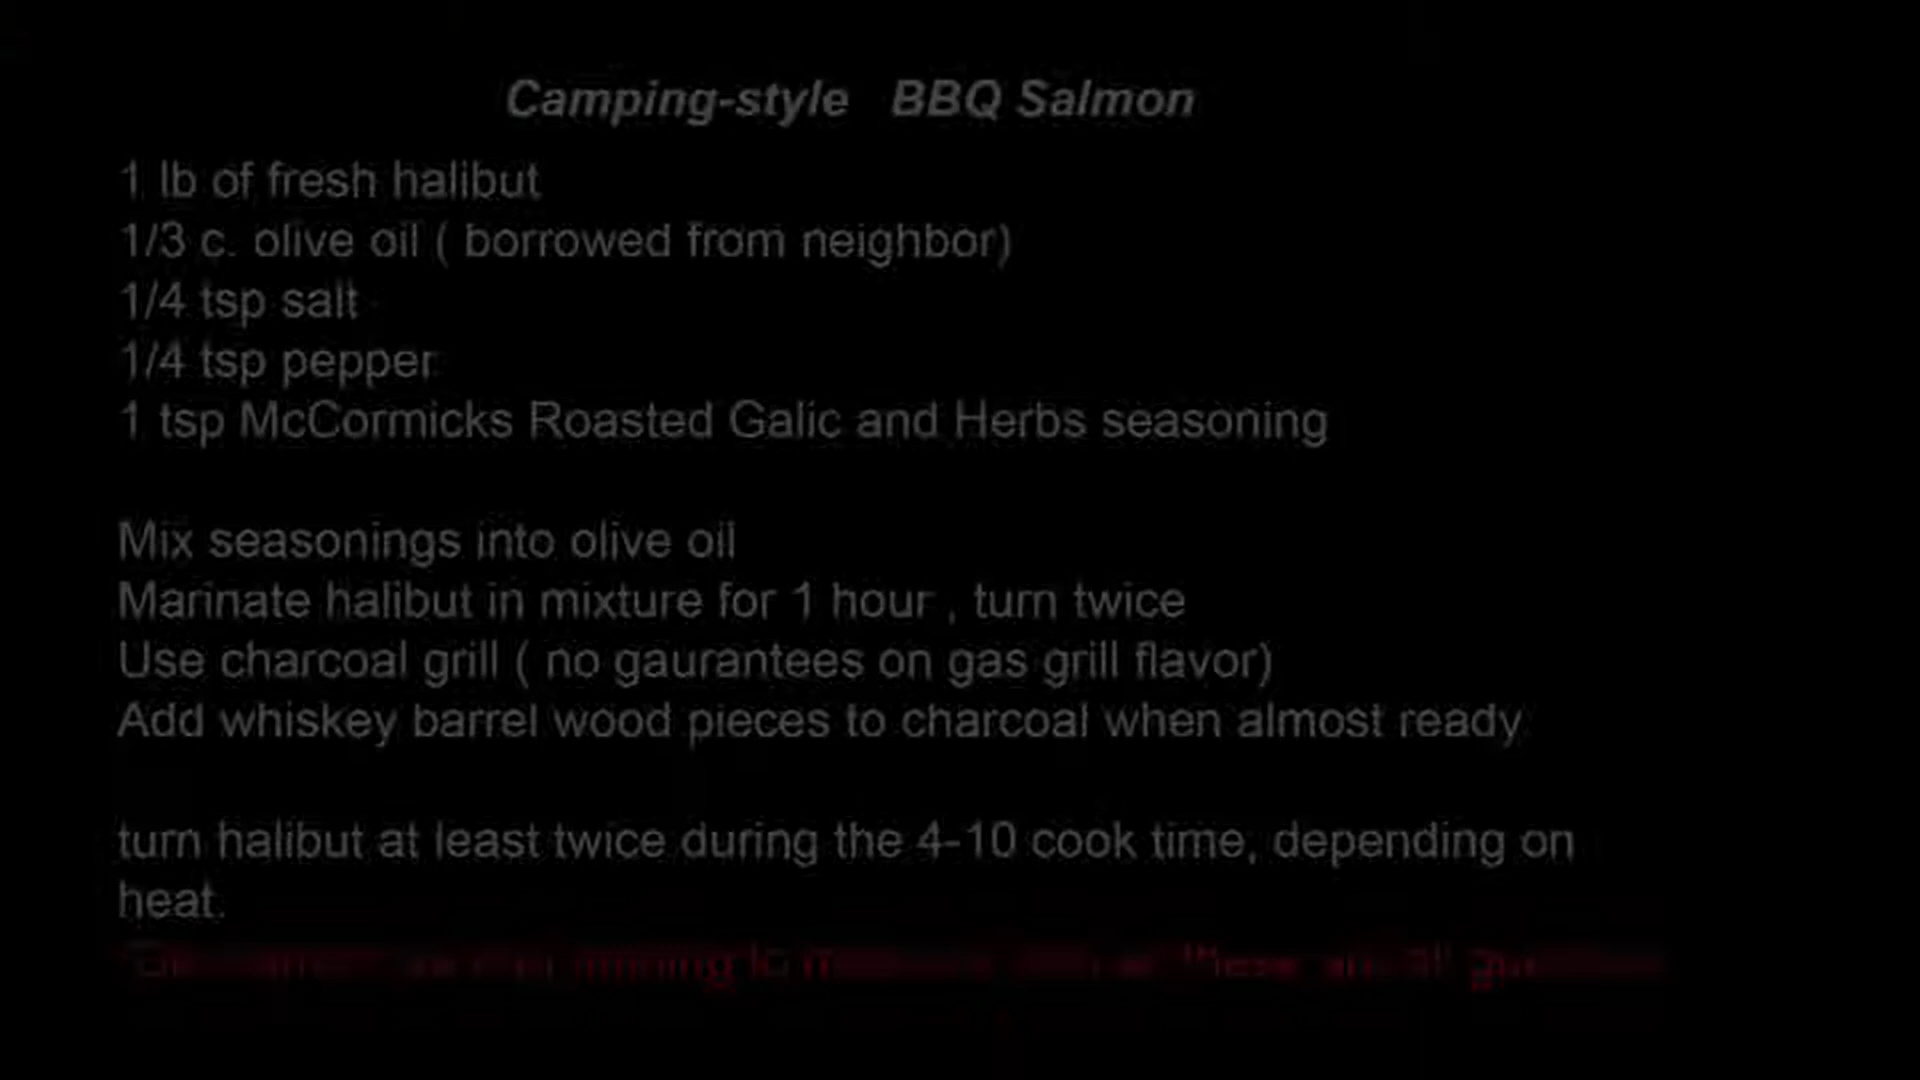 Camping-style BBQ Salmon
1 lb of fresh halibut
1/3 c. olive oil ( borrowed from neighbor)
1/4 tsp salt
1/4 tsp pepper
1 tsp McCormicks Roasted Galic and Herbs seasoning
Mix seasonings into olive oil
Marinate halibut in mixture for 1 hour , turn twice
Use charcoal grill ( no gaurantees on gas grill flavor)
Add whiskey barrel wood pieces to charcoal when almost ready
turn halibut at least twice during the 4-10 cook time, depending on
heat.